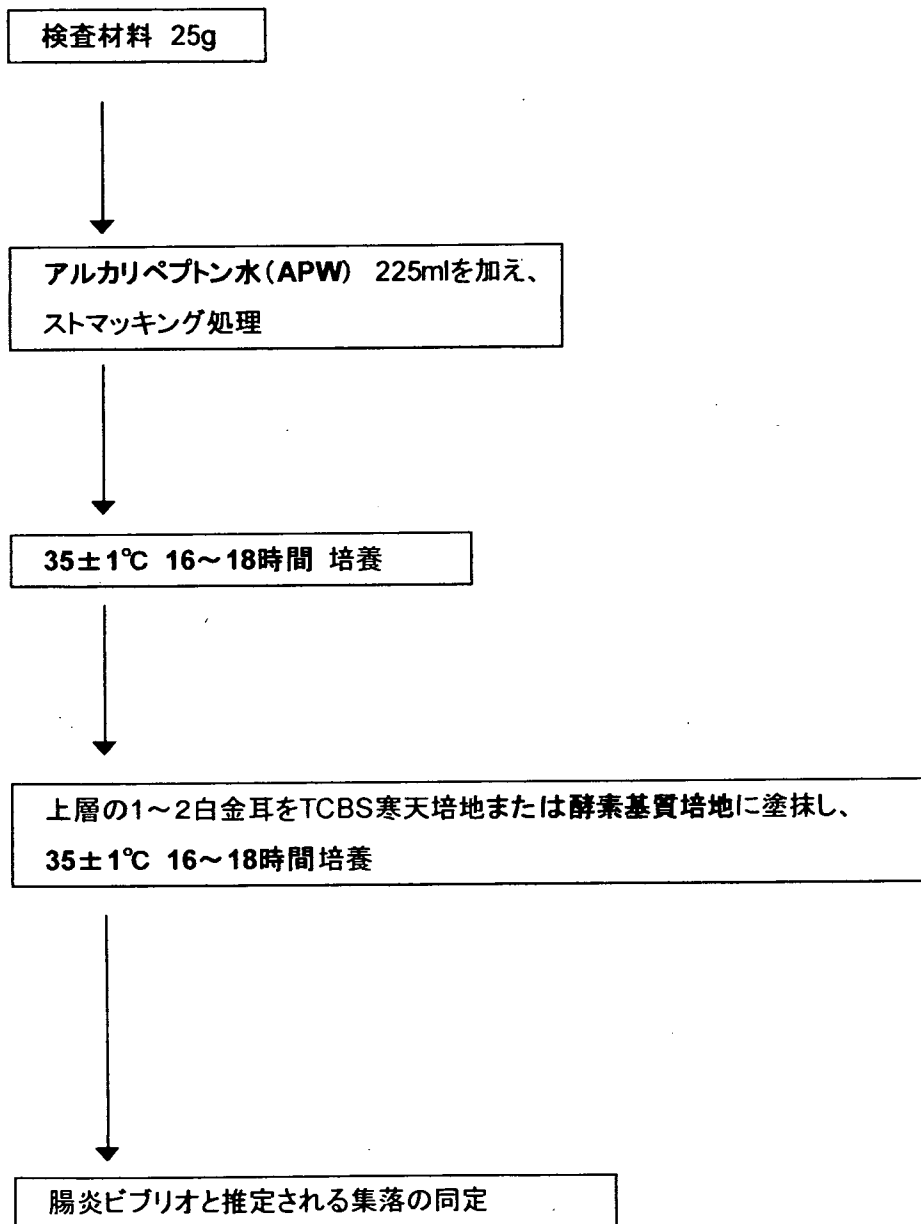 検査材料 25g
アルカリペプトン水(APW) 225mlを加え、
ストマッキング処理
35±1℃ 16～18時間 培養
上層の1～2白金耳をTCBS寒天培地または酵素基質培地に塗抹し、
35±1℃ 16～18時間培養
腸炎ビブリオと推定される集落の同定